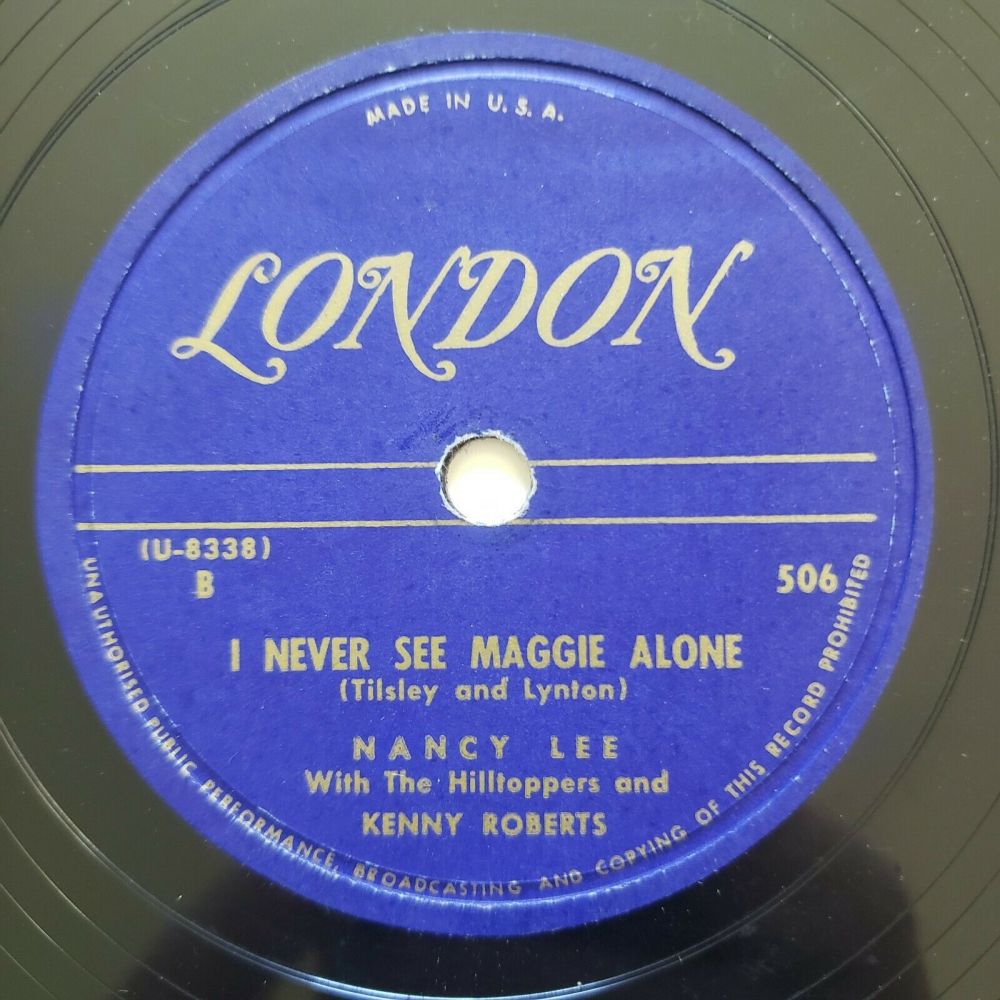 MADE IN U.S.A.
LONDON
(U-8338)
B
506
I NEVER SEE MAGGIE ALONE
(Tilsley and Lynton)
NANCY LEE
With The Hilltoppers and
KENNY ROBERTS
UNAUTHORISED PUBLIC PERFORMANCE, BROADCASTING AND COPYING OF THIS RECORD PROHIBITED